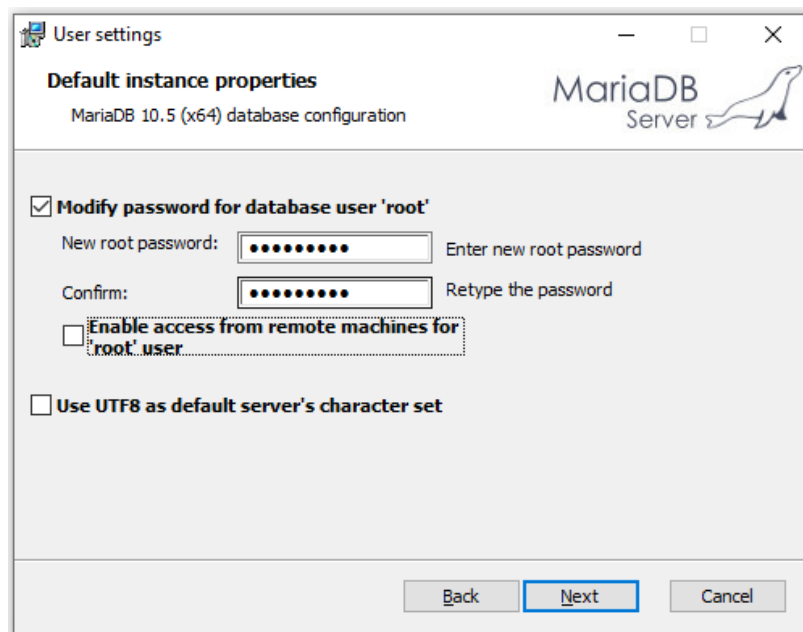 User settings
Default instance properties
MariaDB 10.5 (x64) database configuration
MariaDB
Server
Modify password for database user 'root'
New root password: ●●●●●●●●● Enter new root password
Confirm: ●●●●●●●●● Retype the password
Enable access from remote machines for
'root' user
Use UTF8 as default server's character set
Back Next Cancel